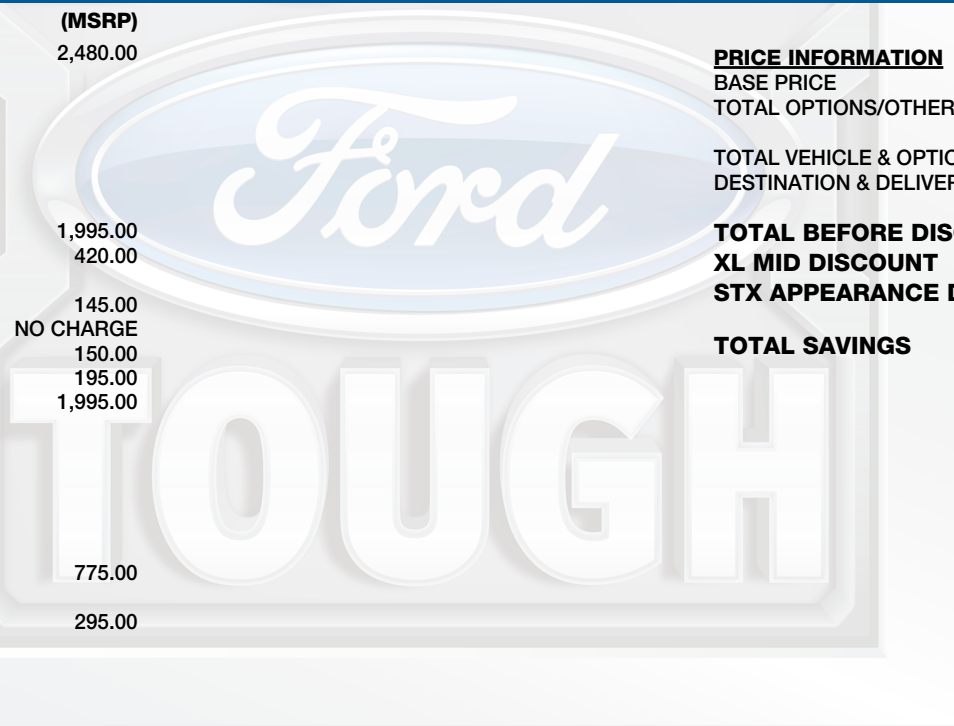 (MSRP)
2,480.00
1,995.00
420.00
145.00
NO CHARGE
150.00
195.00
1,995.00
775.00
295.00
Ford
TOUGH
PRICE INFORMATION
BASE PRICE
TOTAL OPTIONS/OTHER
TOTAL VEHICLE & OPTIO
DESTINATION & DELIVER
TOTAL BEFORE DISC
XL MID DISCOUNT
STX APPEARANCE D
TOTAL SAVINGS